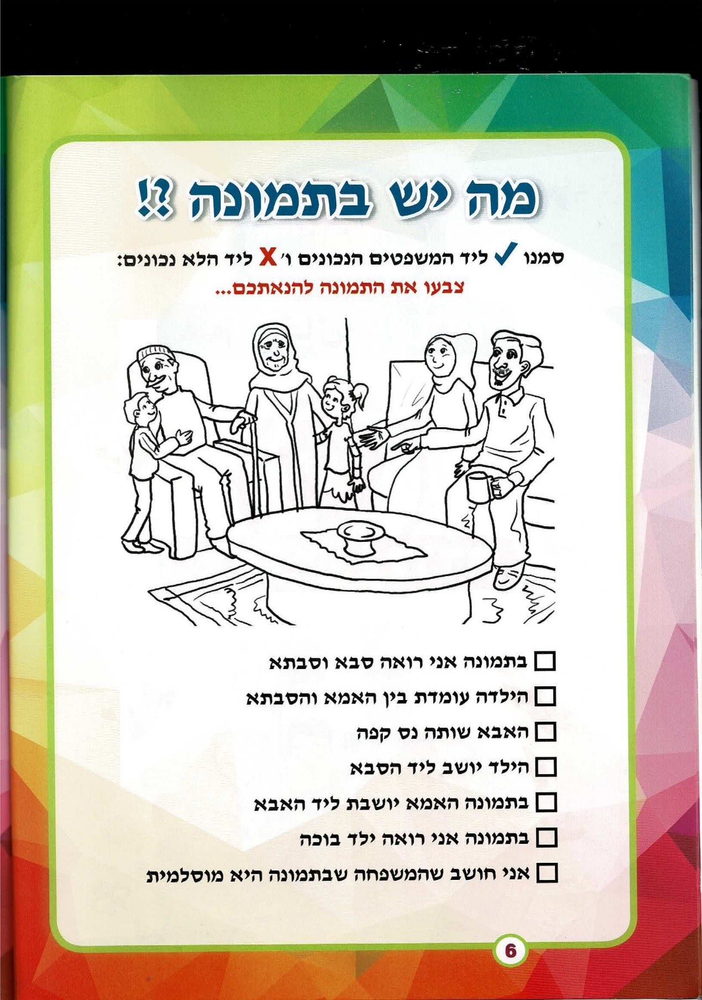 מה יש בתמונה ?!
סמנו ✓ ליד המשפטים הנכונים ו׳ X ליד הלא נכונים:
צבעו את התמונה להנאתכם...
בתמונה אני רואה סבא וסבתא
הילדה עומדת בין האמא והסבתא
האבא שותה נס קפה
הילד יושב ליד הסבא
בתמונה האמא יושבת ליד האבא
בתמונה אני רואה ילד בוכה
אני חושב שהמשפחה שבתמונה היא מוסלמית
6